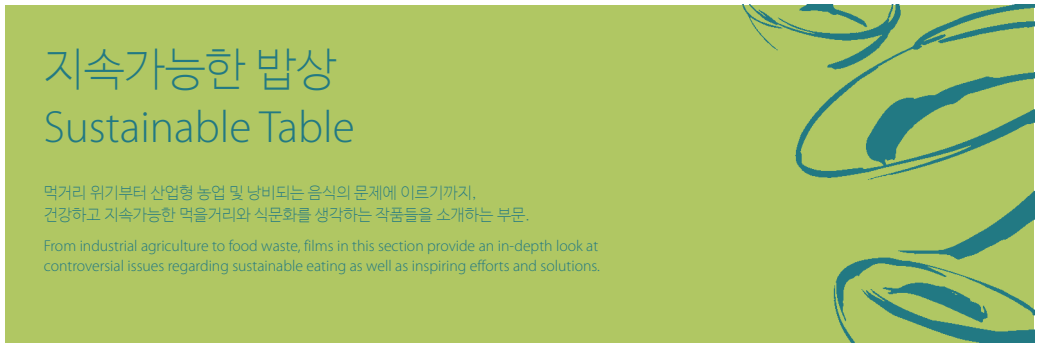 지속가능한 밥상
Sustainable Table
먹거리 위기부터 산업형 농업 및 낭비되는 음식의 문제에 이르기까지,
건강하고 지속가능한 먹을거리와 식문화를 생각하는 작품들을 소개하는 부문.
From industrial agriculture to food waste, films in this section provide an in-depth look at
controversial issues regarding sustainable eating as well as inspiring efforts and solutions.